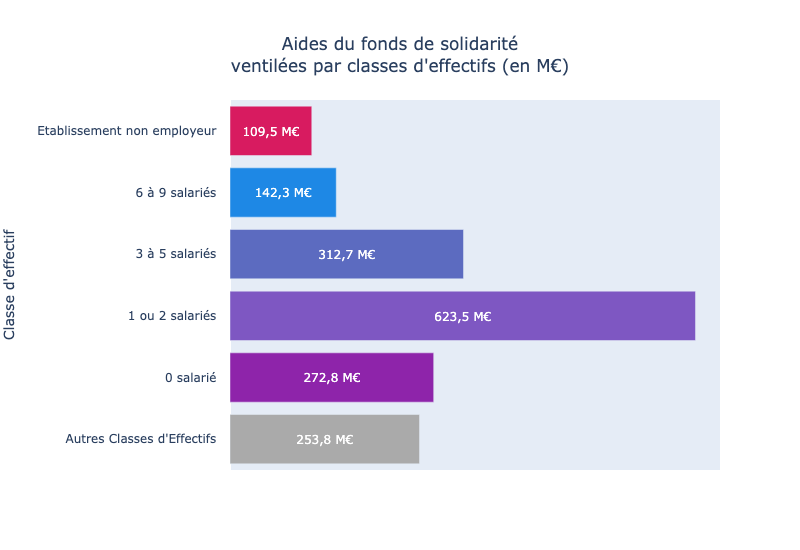 Aides du fonds de solidarité
ventilées par classes d'effectifs (en M€)
Classe d'effectif
Etablissement non employeur
109,5 M€
6 à 9 salariés
142,3 M€
3 à 5 salariés
312,7 M€
1 ou 2 salariés
623,5 M€
0 salarié
272,8 M€
Autres Classes d'Effectifs
253,8 M€